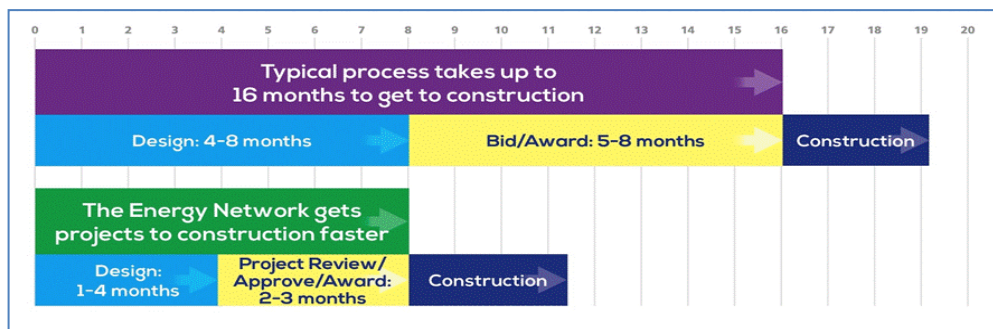 0 1 2 3 4 5 6 7 8 9 10 11 12 13 14 15 16 17 18 19 20
Typical process takes up to
16 months to get to construction
Design: 4-8 months Bid/Award: 5-8 months Construction
The Energy Network gets
projects to construction faster
Design:
1-4 months
Project Review/
Approve/Award:
2-3 months
Construction